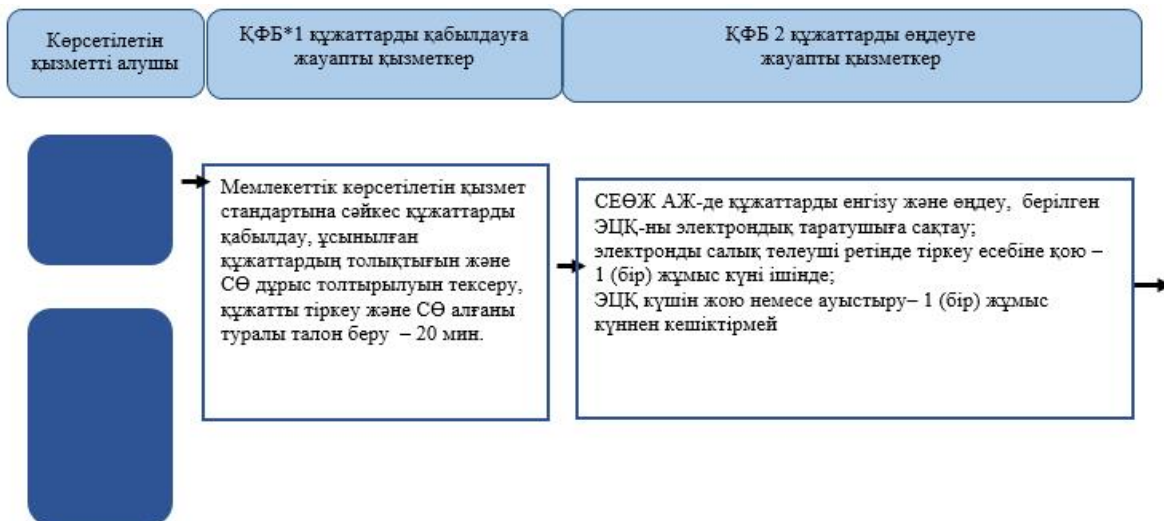 Көрсетілетін
қызметті алушы
ҚФБ*1 құжаттарды қабылдауға
жауапты қызметкер
ҚФБ 2 құжаттарды өңдеуге
жауапты қызметкер
Мемлекеттік көрсетілетін қызмет
стандартына сәйкес құжаттарды
қабылдау, ұсынылған
құжаттардың толықтығын және
СӨ дұрыс толтырылуын тексеру,
құжатты тіркеу және СӨ алғаны
туралы талон беру – 20 мин.
СЕӨЖ АЖ-де құжаттарды енгізу және өңдеу, берілген
ЭЦҚ-ны электрондық таратушыға сақтау;
электронды салық төлеуші ретінде тіркеу есебіне қою –
1 (бір) жұмыс күні ішінде;
ЭЦҚ күшін жою немесе ауыстыру– 1 (бір) жұмыс
күннен кешіктірмей